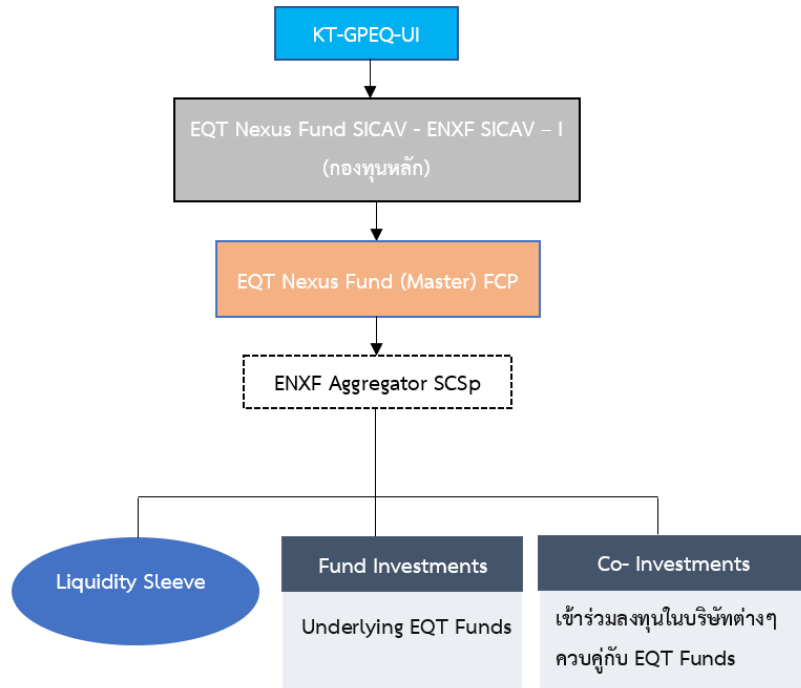 KT-GPEQ-UI
EQT Nexus Fund SICAV - ENXF SICAV – I
(กองทุนหลัก)
EQT Nexus Fund (Master) FCP
ENXF Aggregator SCSp
Liquidity Sleeve
Fund Investments
Underlying EQT Funds
Co- Investments
เข้าร่วมลงทุนในบริษัทต่างๆ
ควบคู่กับ EQT Funds